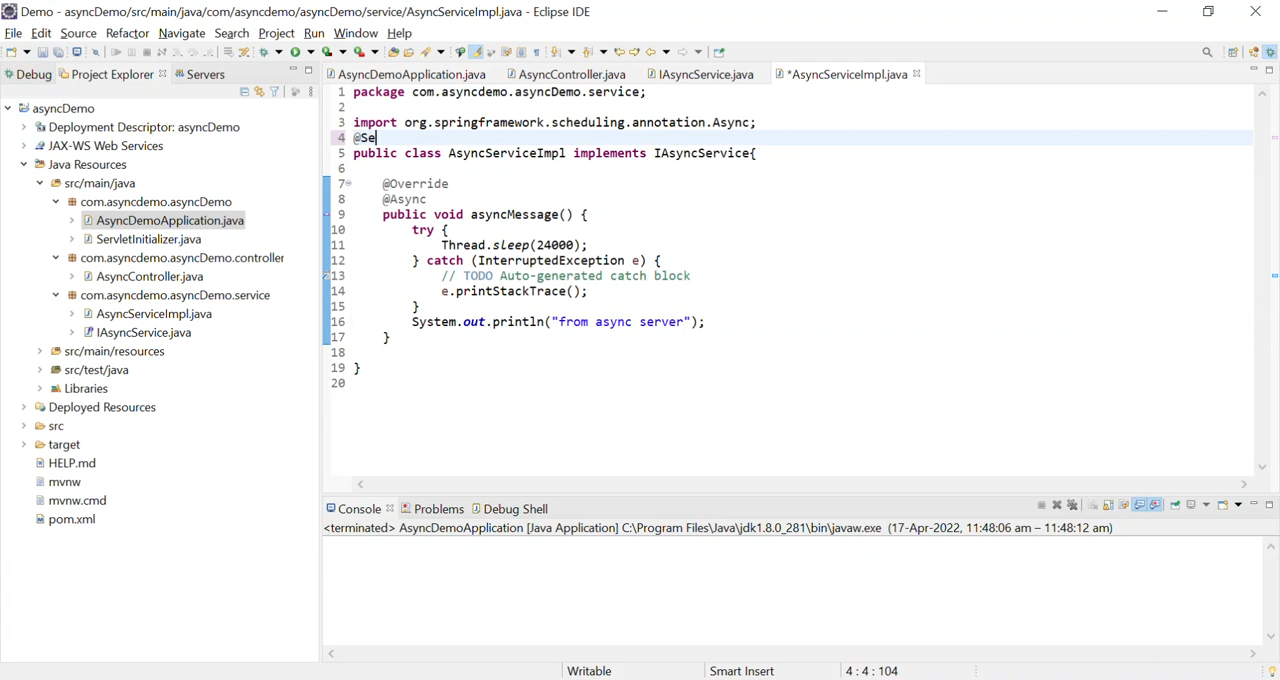 Demo - asyncDemo/src/main/java/com/asyncdemo/asyncDemo/service/AsyncServiceImpl.java - Eclipse IDE
File Edit Source Refactor Navigate Search Project Run Window Help
Debug Project Explorer Servers
AsyncDemoApplication.java AsyncController.java IAsyncService.java *AsyncServiceImpl.java
asyncDemo
Deployment Descriptor: asyncDemo
JAX-WS Web Services
Java Resources
src/main/java
com.asyncdemo.asyncDemo
AsyncDemoApplication.java
ServletInitializer.java
com.asyncdemo.asyncDemo.controller
AsyncController.java
com.asyncdemo.asyncDemo.service
AsyncServiceImpl.java
IAsyncService.java
src/main/resources
src/test/java
Libraries
Deployed Resources
src
target
HELP.md
mvnw
mvnw.cmd
pom.xml
1 package com.asyncdemo.asyncDemo.service;
2
3 import org.springframework.scheduling.annotation.Async;
4 @Se
5 public class AsyncServiceImpl implements IAsyncService{
6
7 @Override
8 @Async
9 public void asyncMessage() {
10 try {
11 Thread.sleep(24000);
12 } catch (InterruptedException e) {
13 // TODO Auto-generated catch block
14 e.printStackTrace();
15 }
16 System.out.println("from async server");
17 }
18
19 }
20
Console Problems Debug Shell
<terminated> AsyncDemoApplication [Java Application] C:\Program Files\Java\jdk1.8.0_281\bin\javaw.exe (17-Apr-2022, 11:48:06 am – 11:48:12 am)
Writable Smart Insert 4 : 4 : 104